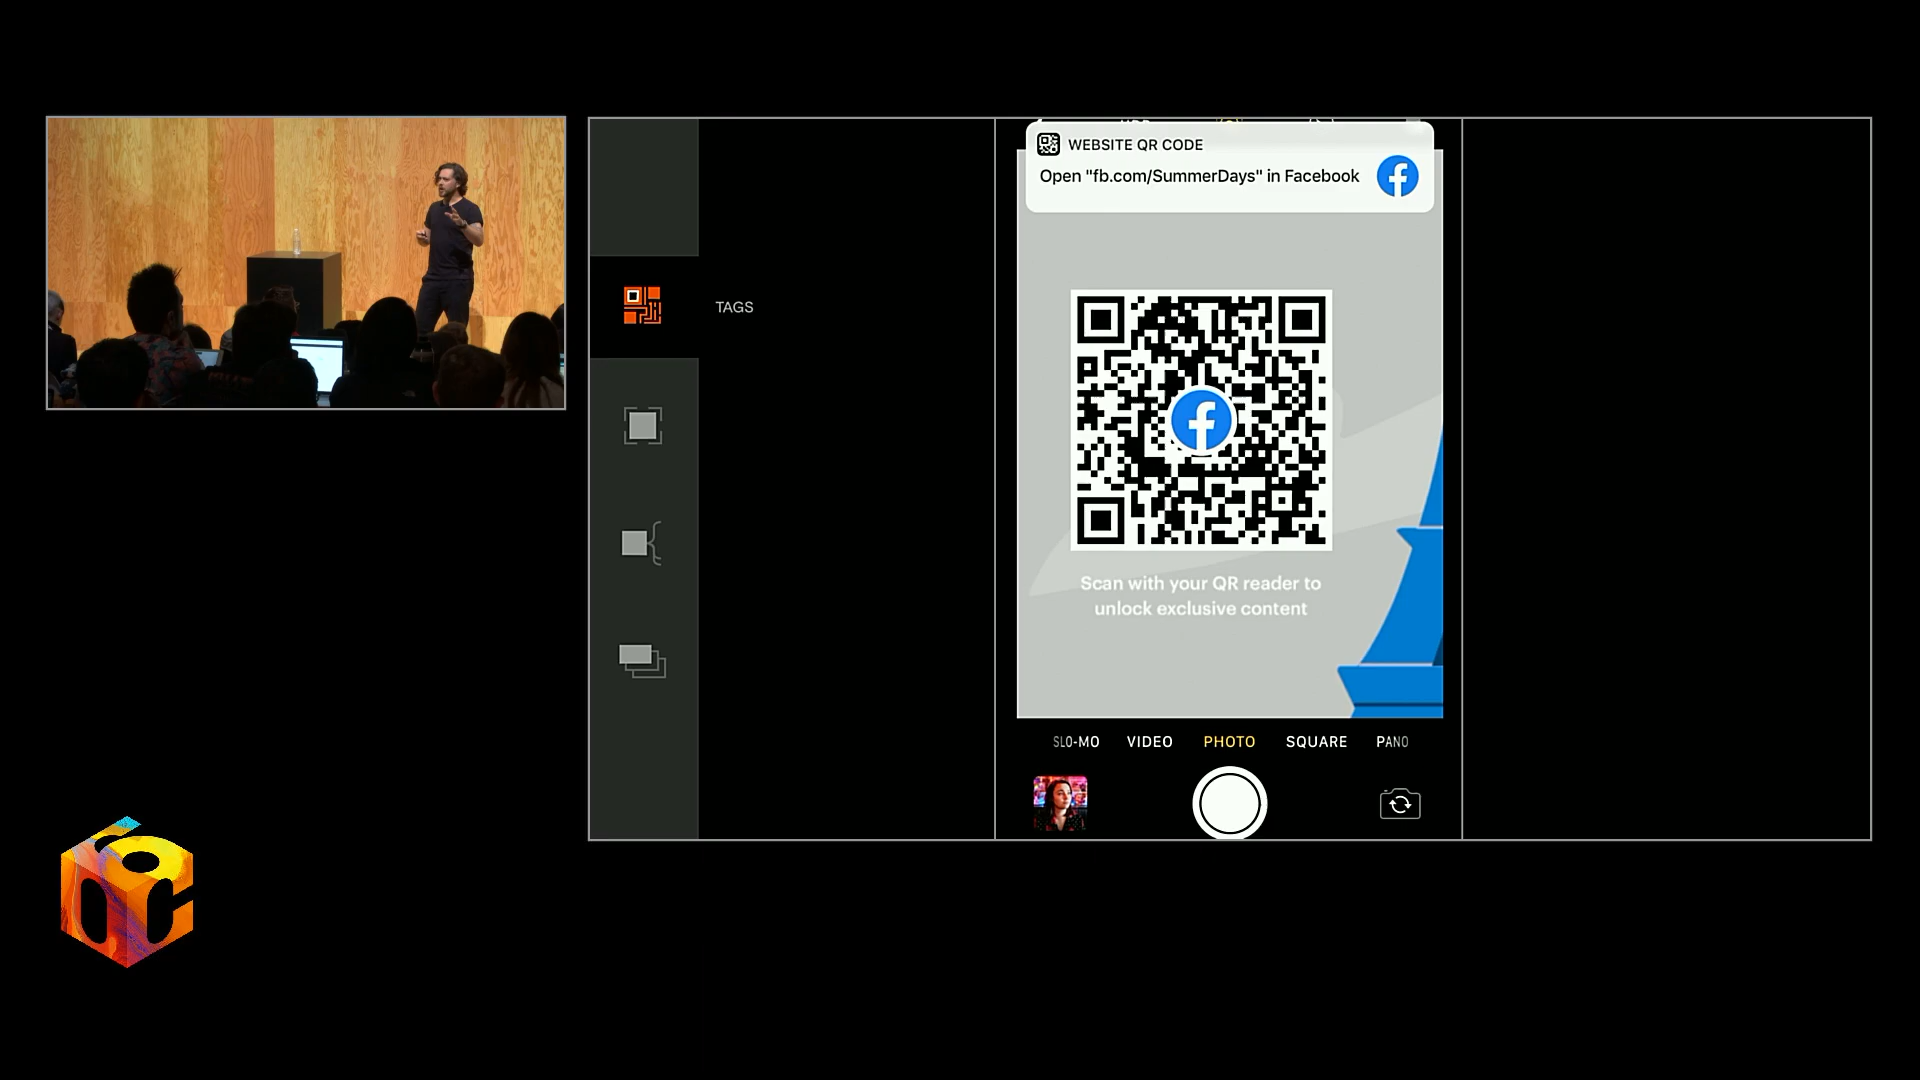 WEBSITE QR CODE
Open "fb.com/SummerDays" in Facebook
TAGS
Scan with your QR reader to
unlock exclusive content
SLO-MO VIDEO PHOTO SQUARE PANO